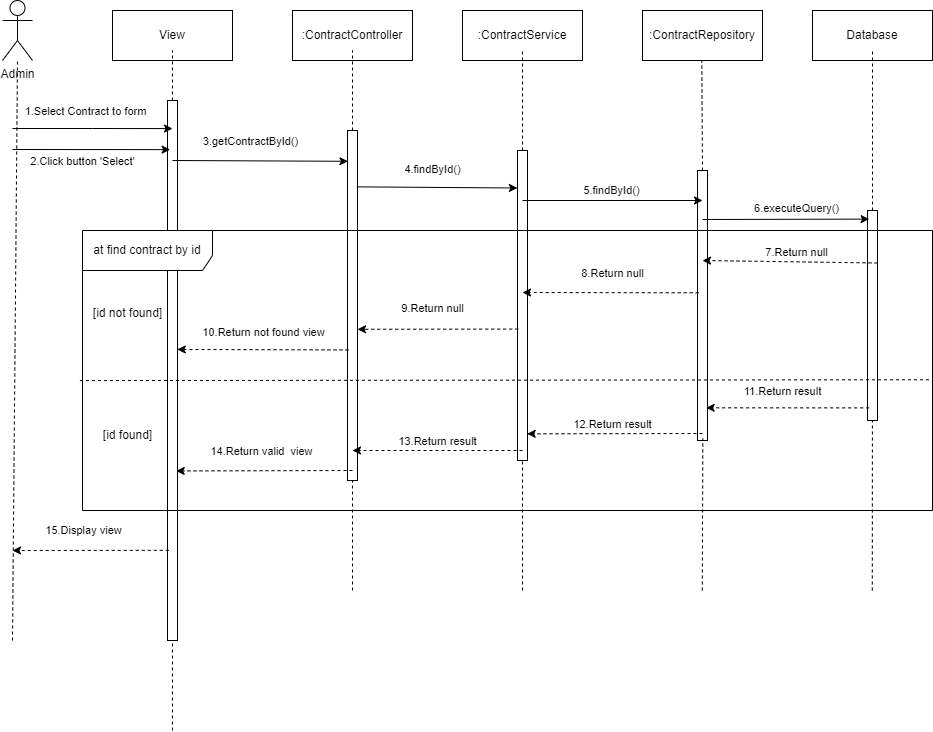 View
:ContractController
:ContractService
:ContractRepository
Database
Admin
1.Select Contract to form
2.Click button 'Select'
3.getContractById()
4.findById()
5.findById()
6.executeQuery()
at find contract by id
7.Return null
8.Return null
[id not found]
9.Return null
10.Return not found view
11.Return result
12.Return result
[id found]
13.Return result
14.Return valid view
15.Display view